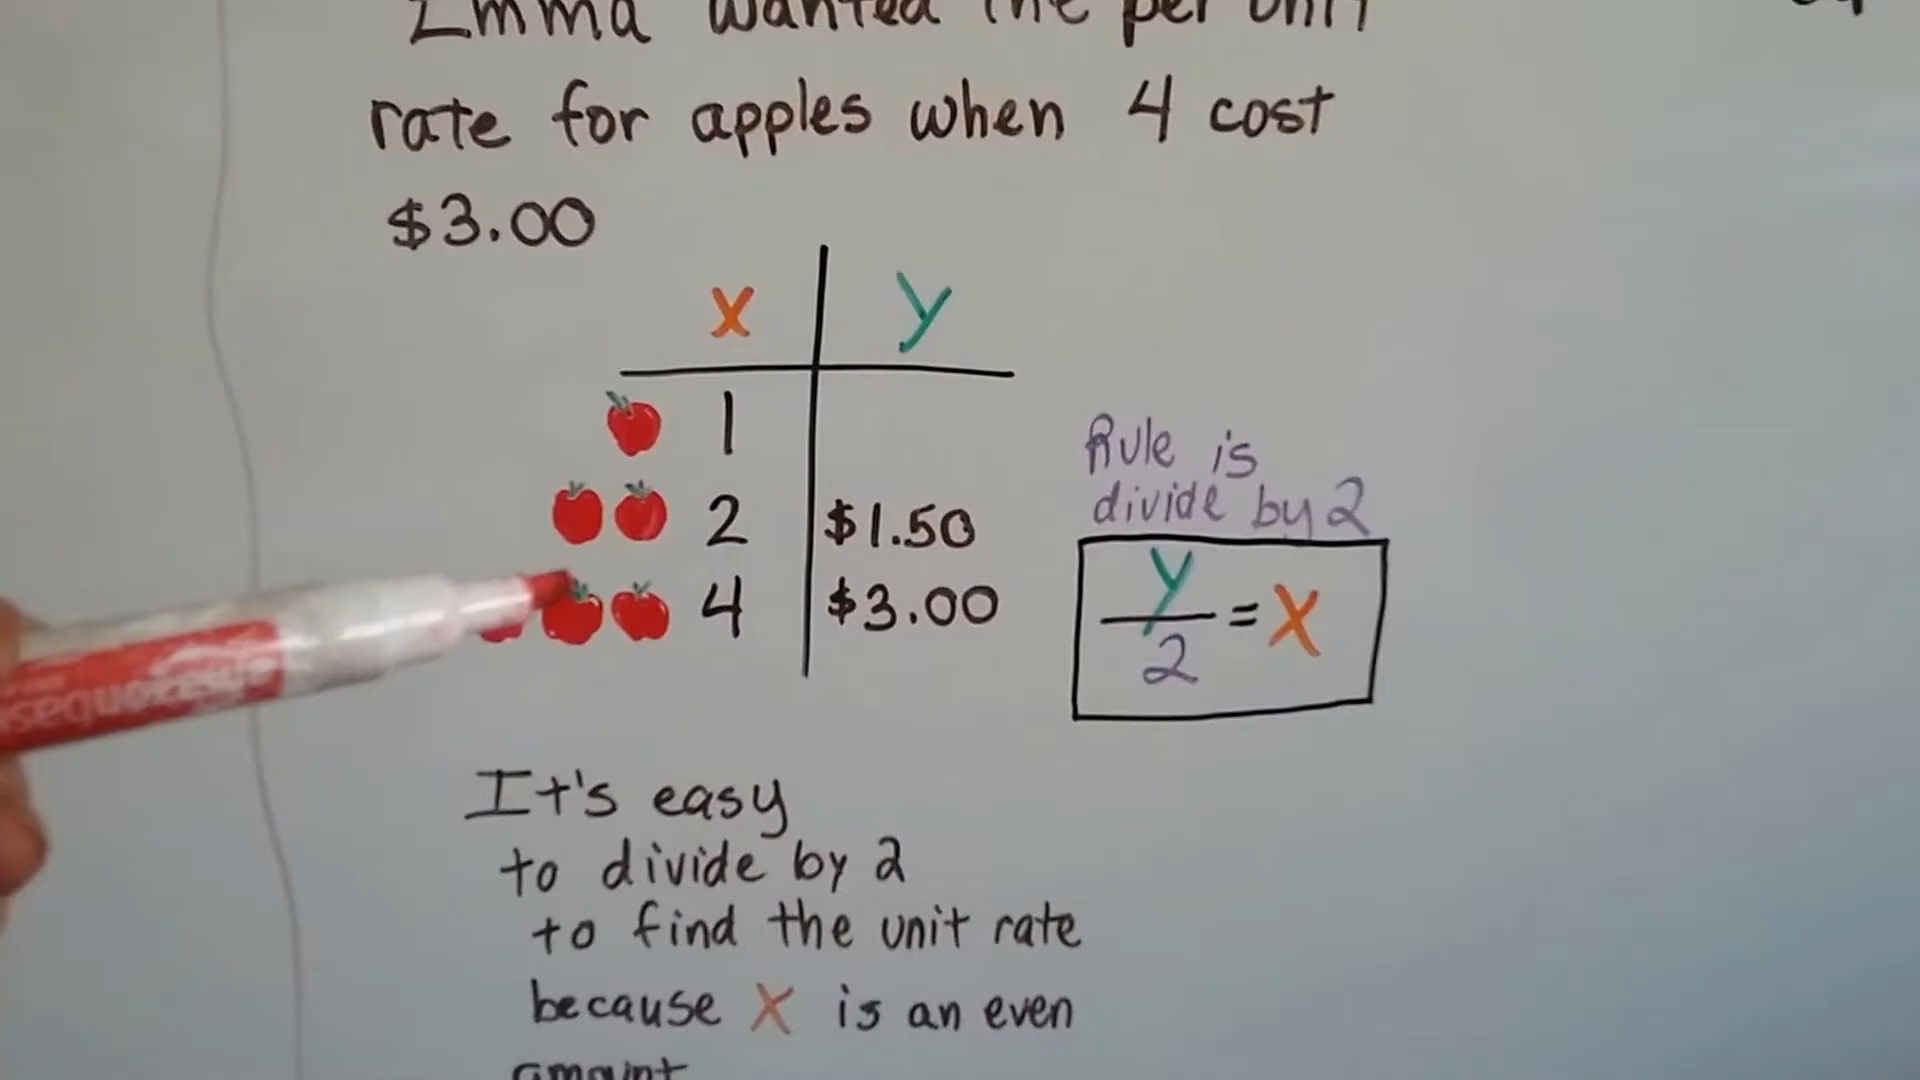 Emma wanted the per unit
rate for apples when 4 cost
$3.00
x y
1
2 $1.50
4 $3.00
Rule is
divide by 2
y
2
= x
It's easy
to divide by 2
to find the unit rate
because x is an even
amount